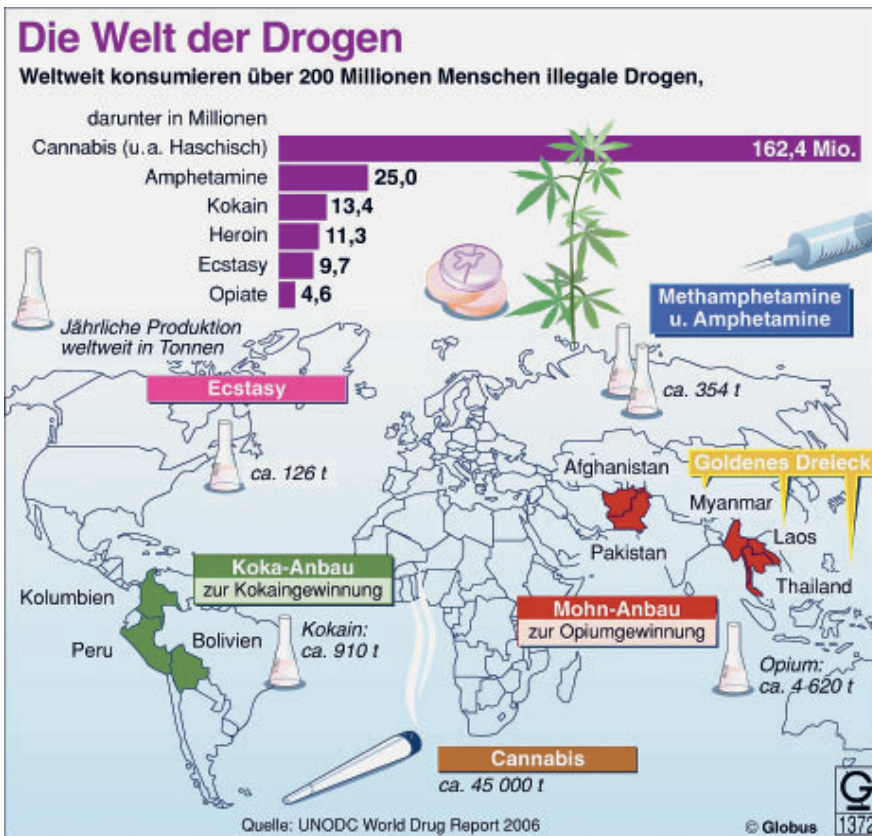 Die Welt der Drogen
Weltweit konsumieren über 200 Millionen Menschen illegale Drogen,
darunter in Millionen
Cannabis (u. a. Haschisch) 162,4 Mio.
Amphetamine 25,0
Kokain 13,4
Heroin 11,3
Ecstasy 9,7
Opiate 4,6
Methamphetamine
u. Amphetamine
ca. 354 t
Jährliche Produktion
weltweit in Tonnen
Ecstasy
ca. 126 t
Afghanistan
Pakistan
Goldenes Dreieck
Myanmar
Laos
Thailand
Koka-Anbau
zur Kokaingewinnung
Kolumbien
Peru
Bolivien
Kokain:
ca. 910 t
Mohn-Anbau
zur Opiumgewinnung
Opium:
ca. 4 620 t
Cannabis
ca. 45 000 t
Quelle: UNODC World Drug Report 2006
© Globus
G
1372